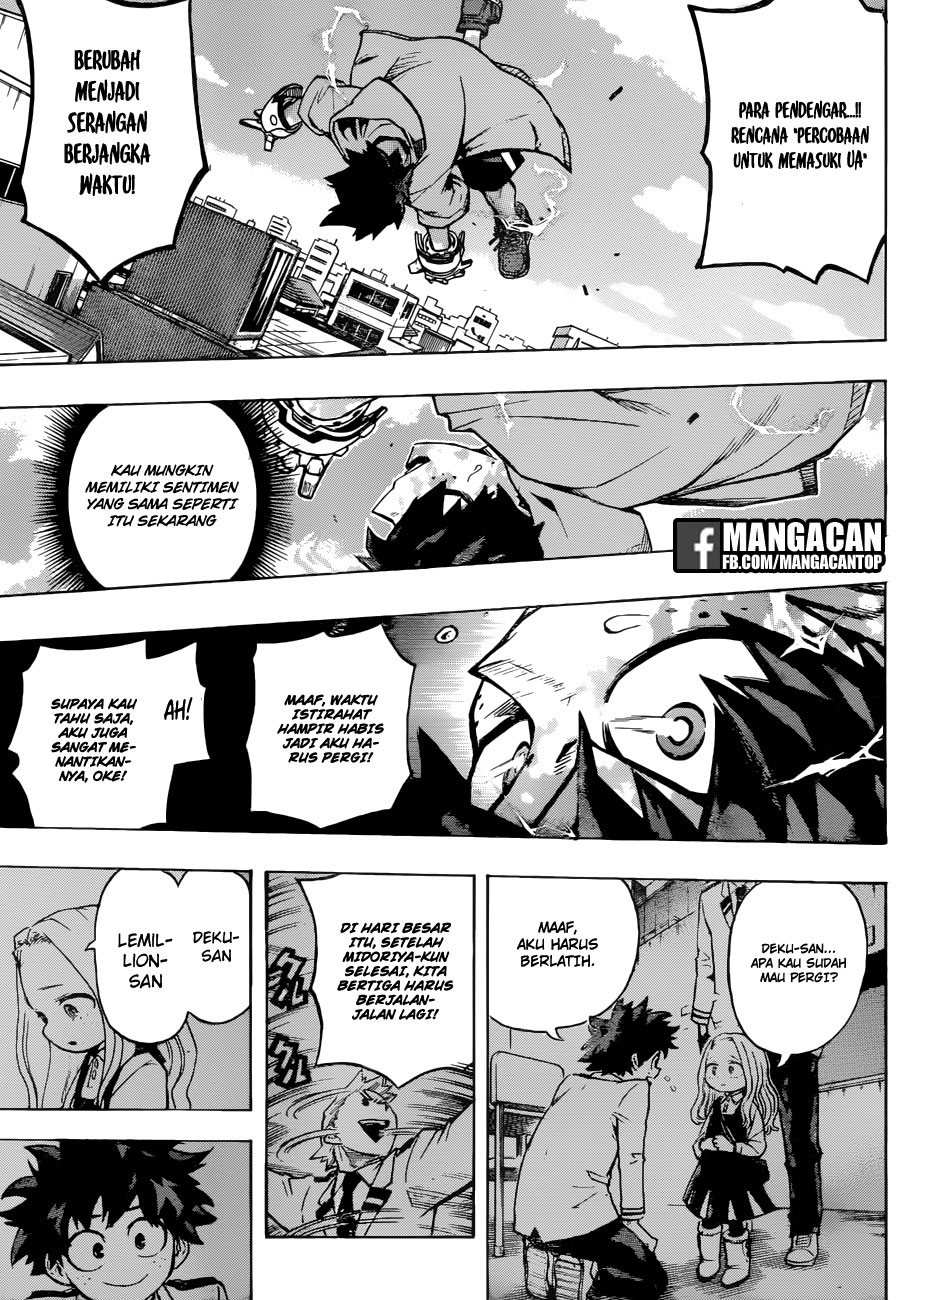 PARA PENDENGAR...!!
RENCANA "PERCOBAAN
UNTUK MEMASUKI UA"
BERUBAH
MENJADI
SERANGAN
BERJANGKA
WAKTU!
KAU MUNGKIN
MEMILIKI SENTIMEN
YANG SAMA SEPERTI
ITU SEKARANG
MANGACAN
FB.COM/MANGACANTOP
MAAF, WAKTU
ISTIRAHAT
HAMPIR HABIS
JADI AKU HA-
RUS PERGI!
AH!
SUPAYA KAU
TAHU SAJA,
AKU JUGA
SANGAT ME-
NANTIKAN-
NYA, OKE!
DEKU-SAN...
APA KAU SUDAH
MAU PERGI?
MAAF,
AKU HARUS
BERLATIH.
DI HARI BESAR
ITU, SETELAH
MIDORIYA-KUN
SELESAI, KITA
BERTIGA HARUS
BERJALAN-
JALAN LAGI!
DEKU-
SAN
LEMIL-
LION-
SAN